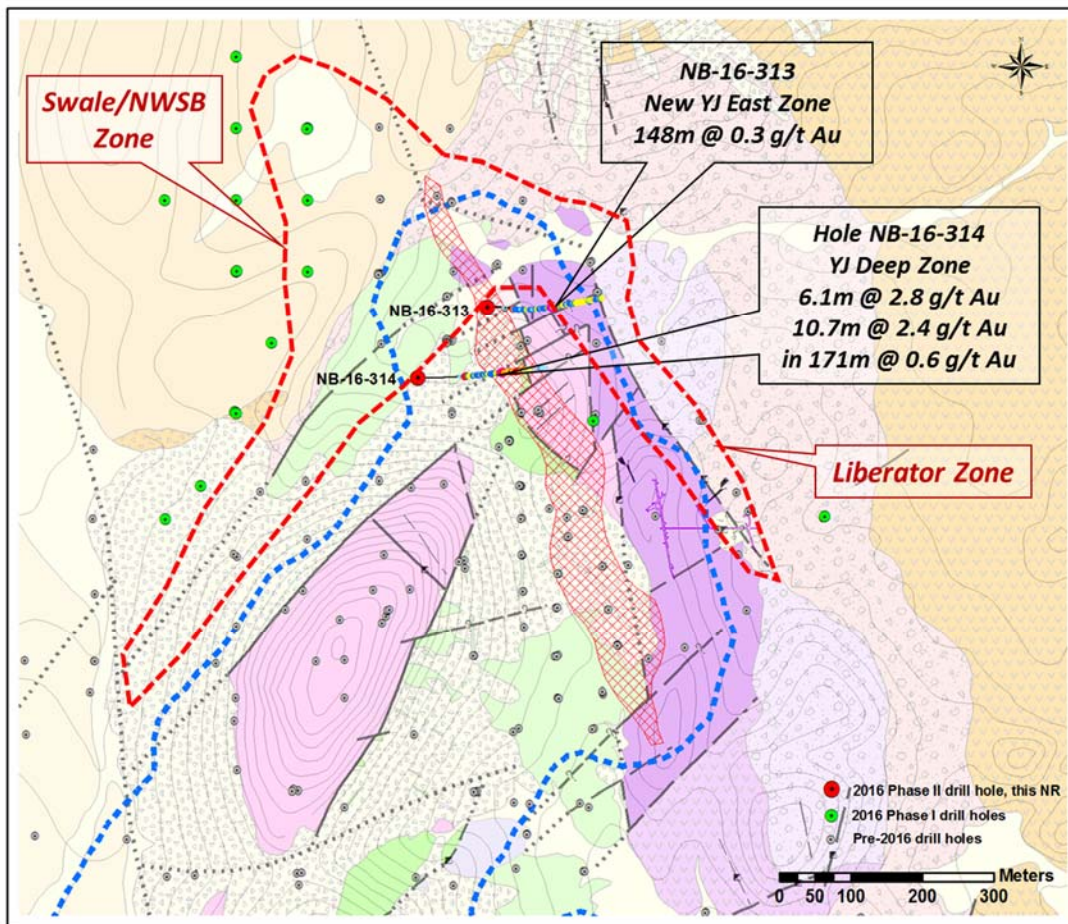 Swale/NWSB
Zone
NB-16-313
New YJ East Zone
148m @ 0.3 g/t Au
Hole NB-16-314
YJ Deep Zone
6.1m @ 2.8 g/t Au
10.7m @ 2.4 g/t Au
in 171m @ 0.6 g/t Au
NB-16-313
NB-16-314
Liberator Zone
2016 Phase II drill hole, this NR
2016 Phase I drill holes
Pre-2016 drill holes
Meters
0 50 100 200 300